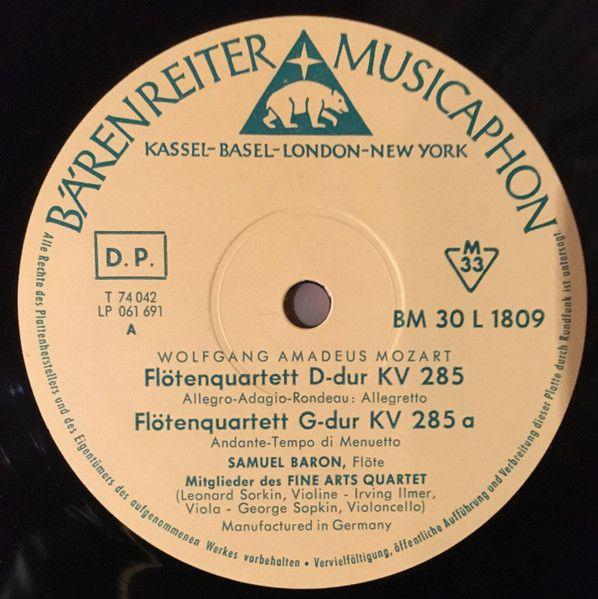 BÄRENREITER MUSICAPHON
KASSEL-BASEL-LONDON-NEW YORK
D. P.
M
33
T 74 042
LP 061 691
A
BM 30 L 1809
WOLFGANG AMADEUS MOZART
Flötenquartett D-dur KV 285
Allegro-Adagio-Rondeau: Allegretto
Flötenquartett G-dur KV 285 a
Andante-Tempo di Menuetto
SAMUEL BARON, Flöte
Mitglieder des FINE ARTS QUARTET
(Leonard Sorkin, Violine - Irving Ilmer,
Viola - George Sopkin, Violoncello)
Manufactured in Germany
Alle Rechte des Plattenherstellers und des Eigentümers des aufgenommenen Werkes vorbehalten • Vervielfältigung, öffentliche Aufführung und Verbreitung dieser Platte durch Rundfunk ist untersagt.